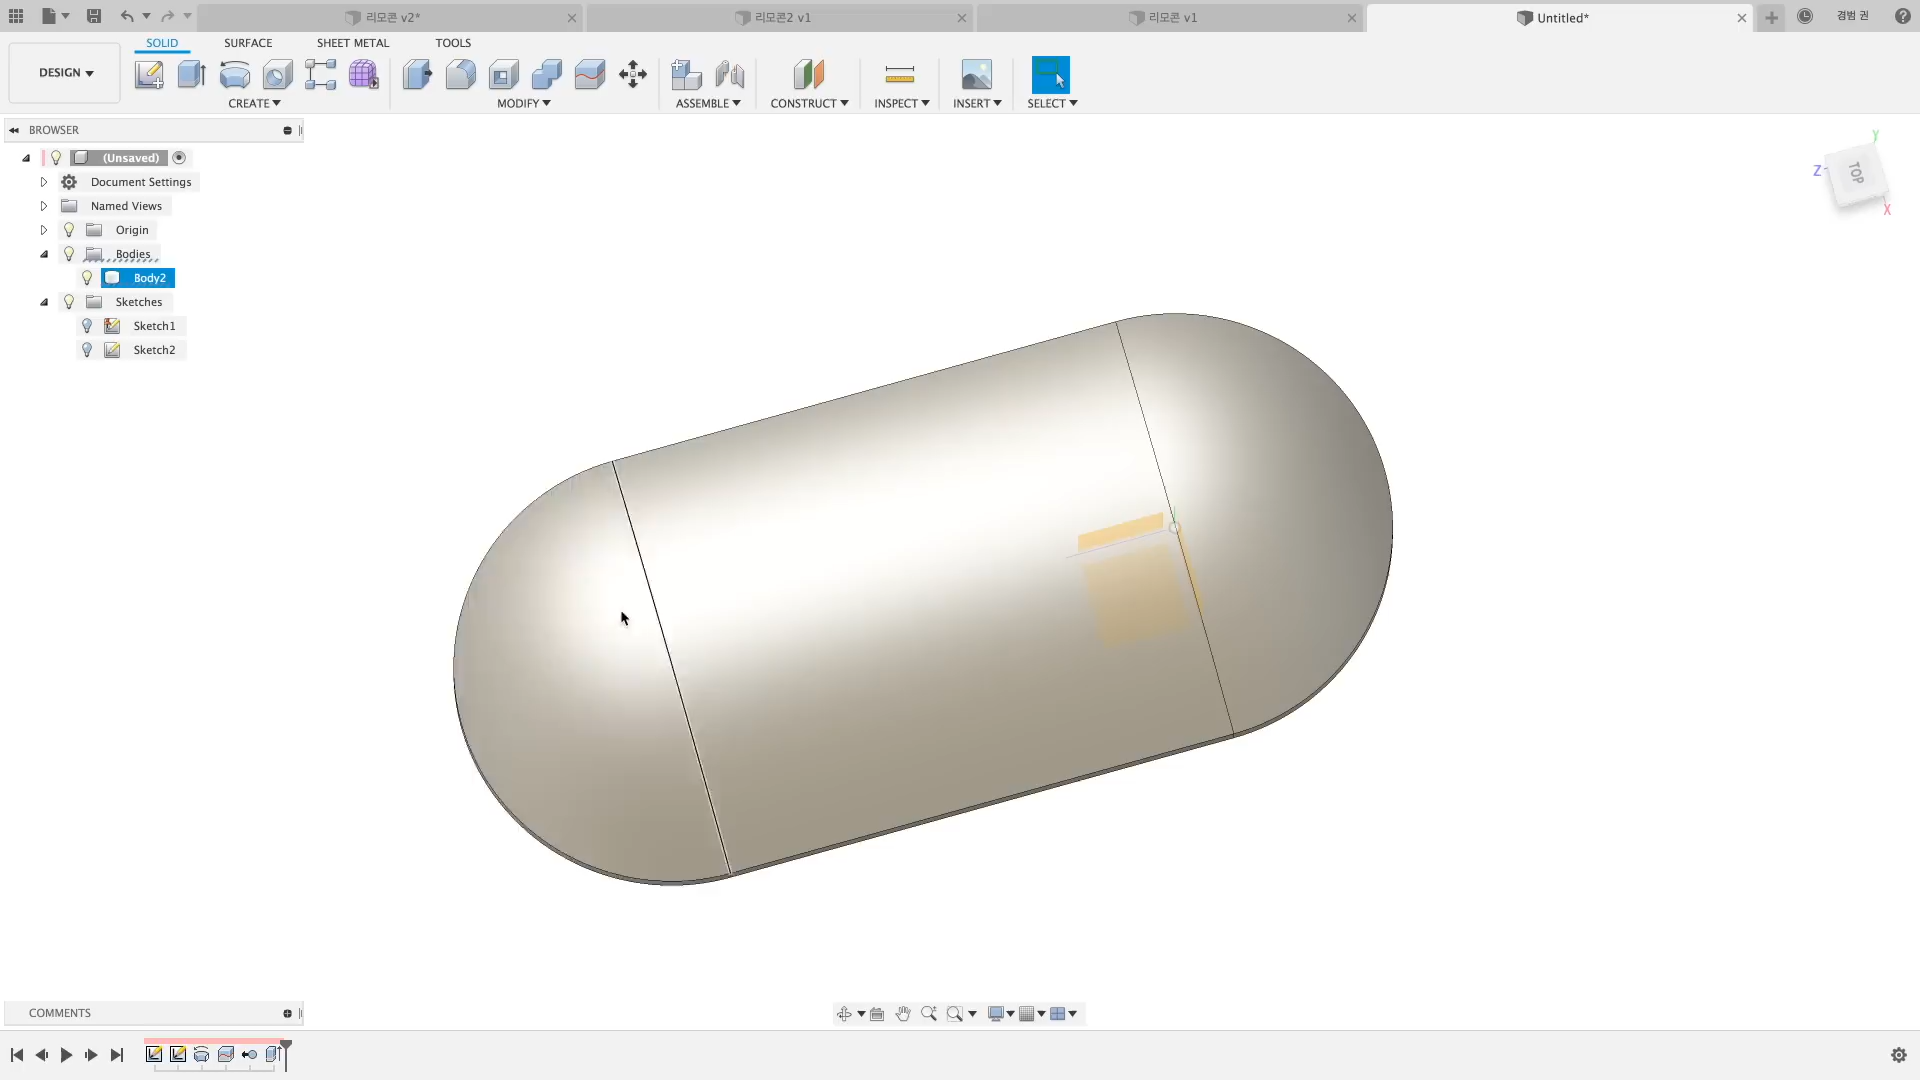 리모콘 v2*
리모콘2 v1
리모콘 v1
Untitled*
경범 권
DESIGN
SOLID
SURFACE
SHEET METAL
TOOLS
CREATE
MODIFY
ASSEMBLE
CONSTRUCT
INSPECT
INSERT
SELECT
BROWSER
(Unsaved)
Document Settings
Named Views
Origin
Bodies
Body2
Sketches
Sketch1
Sketch2
Y
Z
TOP
X
COMMENTS